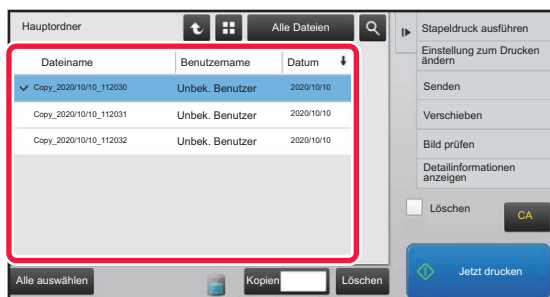 Hauptordner
Alle Dateien
Dateiname Benutzername Datum
Copy_2020/10/10_112030 Unbek. Benutzer 2020/10/10
Copy_2020/10/10_112031 Unbek. Benutzer 2020/10/10
Copy_2020/10/10_112032 Unbek. Benutzer 2020/10/10
Alle auswählen
Kopien
Löschen
Stapeldruck ausführen
Einstellung zum Drucken
ändern
Senden
Verschieben
Bild prüfen
Detailinformationen
anzeigen
Löschen
CA
Jetzt drucken